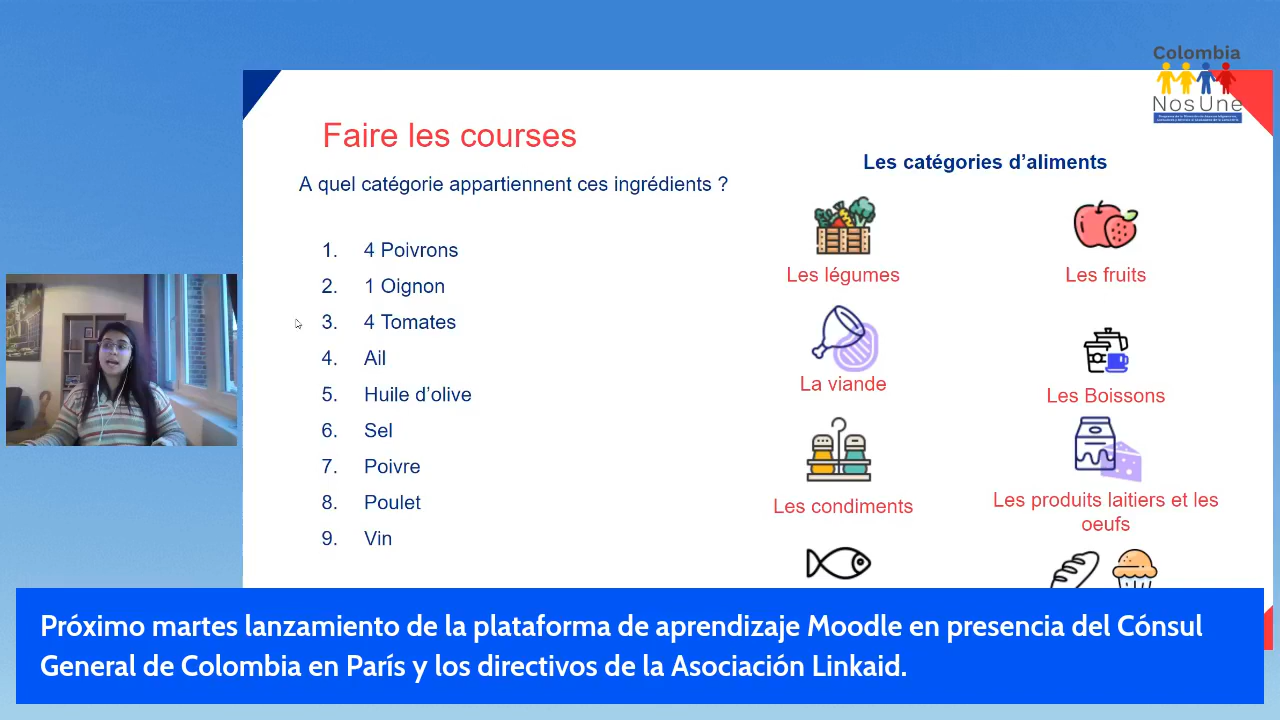 Colombia
NosUne
Faire les courses
Les catégories d'aliments
A quel catégorie appartiennent ces ingrédients ?
1. 4 Poivrons
2. 1 Oignon
3. 4 Tomates
4. Ail
5. Huile d'olive
6. Sel
7. Poivre
8. Poulet
9. Vin
Les légumes
Les fruits
La viande
Les Boissons
Les condiments
Les produits laitiers et les
oeufs
Próximo martes lanzamiento de la plataforma de aprendizaje Moodle en presencia del Cónsul
General de Colombia en París y los directivos de la Asociación Linkaid.